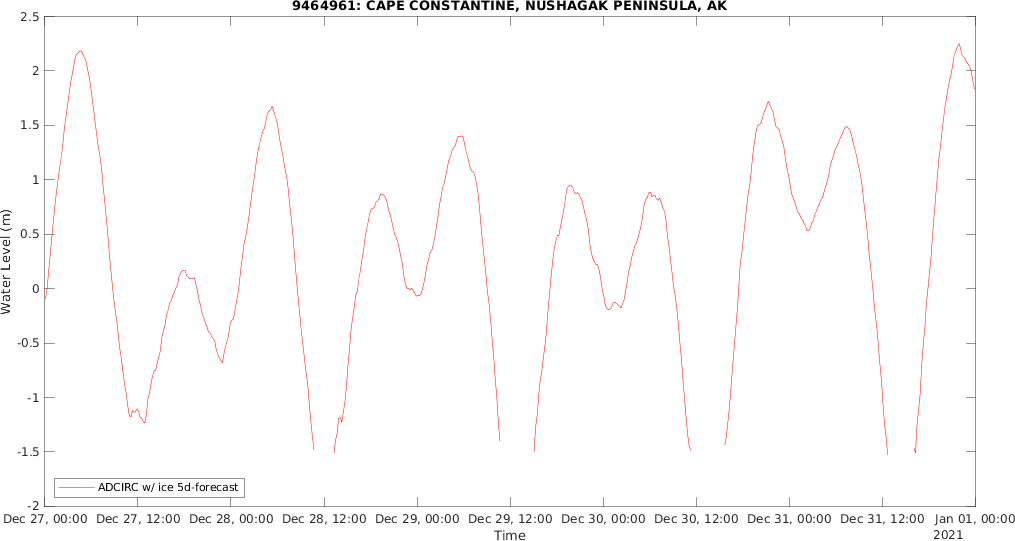 9464961: CAPE CONSTANTINE, NUSHAGAK PENINSULA, AK
2.5
2
1.5
1
0.5
0
-0.5
-1
-1.5
-2
Water Level (m)
ADCIRC w/ ice 5d-forecast
Dec 27, 00:00 Dec 27, 12:00 Dec 28, 00:00 Dec 28, 12:00 Dec 29, 00:00 Dec 29, 12:00 Dec 30, 00:00 Dec 30, 12:00 Dec 31, 00:00 Dec 31, 12:00 Jan 01, 00:00
Time
2021